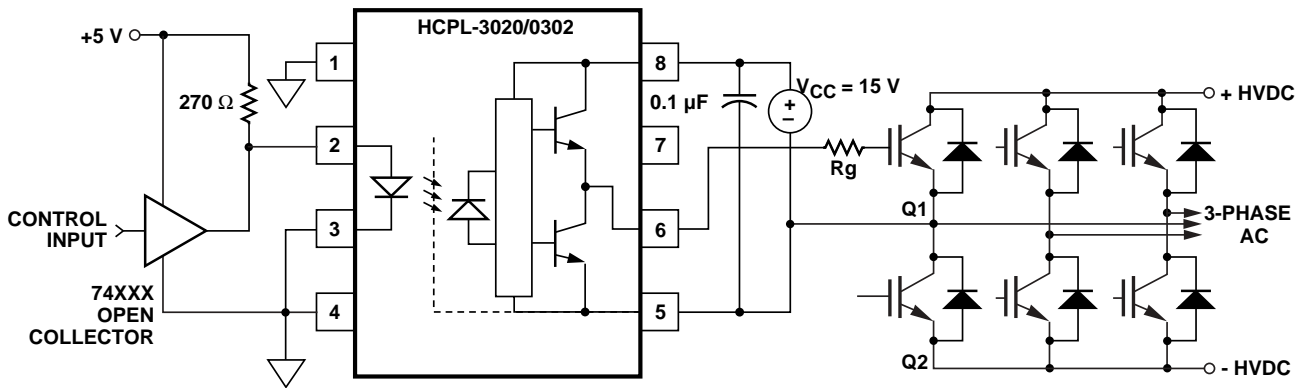 HCPL-3020/0302
+5 V
270 Ω
1
2
3
4
8
7
6
5
0.1 µF
VCC = 15 V
Rg
+ HVDC
Q1
3-PHASE
AC
CONTROL
INPUT
74XXX
OPEN
COLLECTOR
Q2
- HVDC